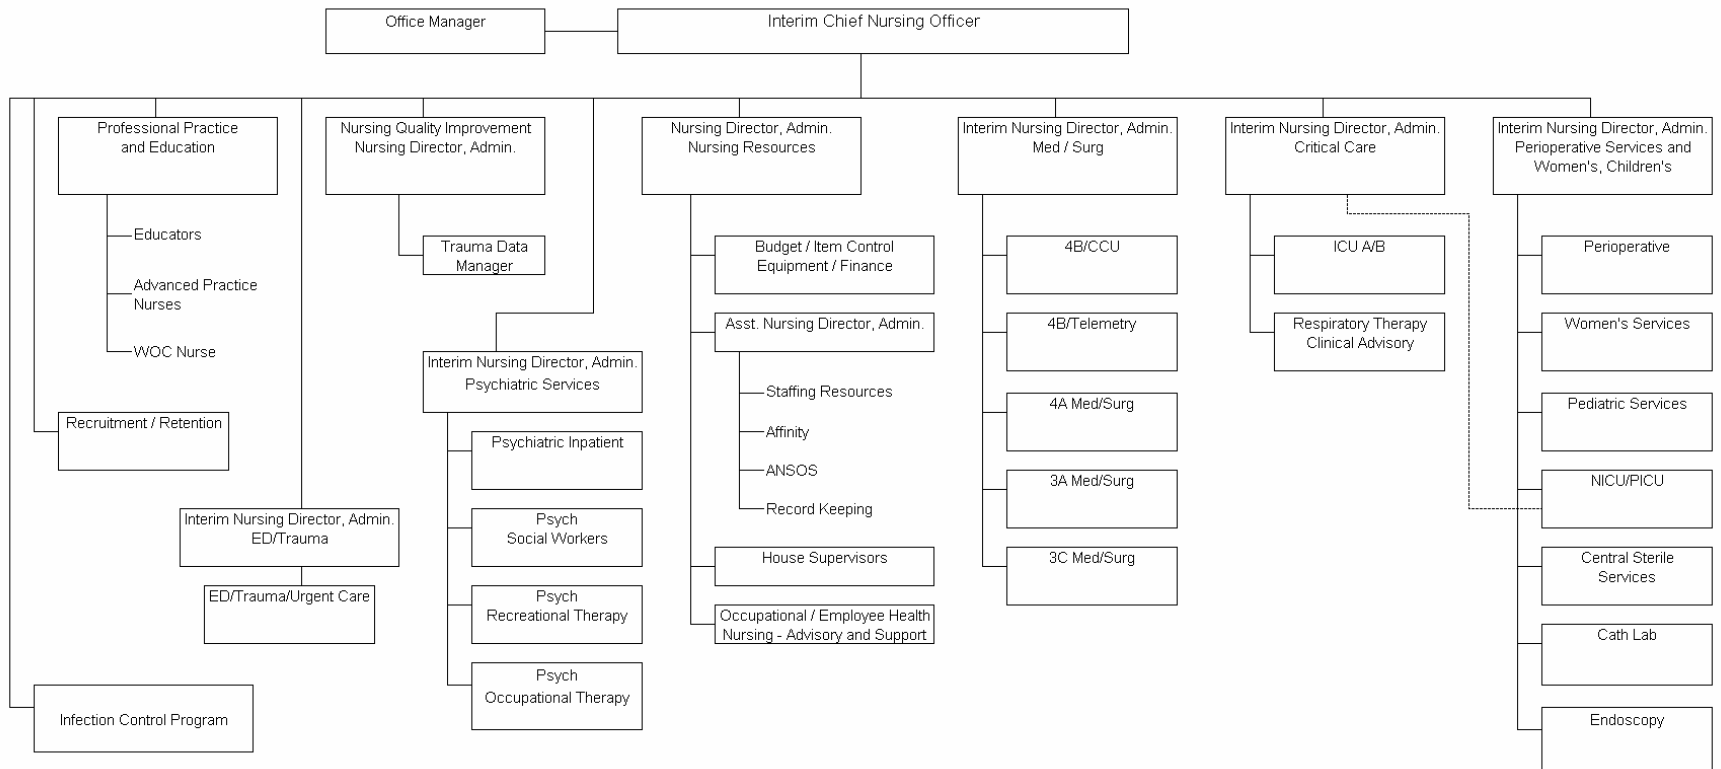 Office Manager
Interim Chief Nursing Officer
Professional Practice
and Education
Educators
Advanced Practice
Nurses
WOC Nurse
Recruitment / Retention
Infection Control Program
Interim Nursing Director, Admin.
ED/Trauma
ED/Trauma/Urgent Care
Nursing Quality Improvement
Nursing Director, Admin.
Trauma Data
Manager
Interim Nursing Director, Admin.
Psychiatric Services
Psychiatric Inpatient
Psych
Social Workers
Psych
Recreational Therapy
Psych
Occupational Therapy
Nursing Director, Admin.
Nursing Resources
Budget / Item Control
Equipment / Finance
Asst. Nursing Director, Admin.
Staffing Resources
Affinity
ANSOS
Record Keeping
House Supervisors
Occupational / Employee Health
Nursing - Advisory and Support
Interim Nursing Director, Admin.
Med / Surg
4B/CCU
4B/Telemetry
4A Med/Surg
3A Med/Surg
3C Med/Surg
Interim Nursing Director, Admin.
Critical Care
ICU A/B
Respiratory Therapy
Clinical Advisory
Interim Nursing Director, Admin.
Perioperative Services and
Women's, Children's
Perioperative
Women's Services
Pediatric Services
NICU/PICU
Central Sterile
Services
Cath Lab
Endoscopy